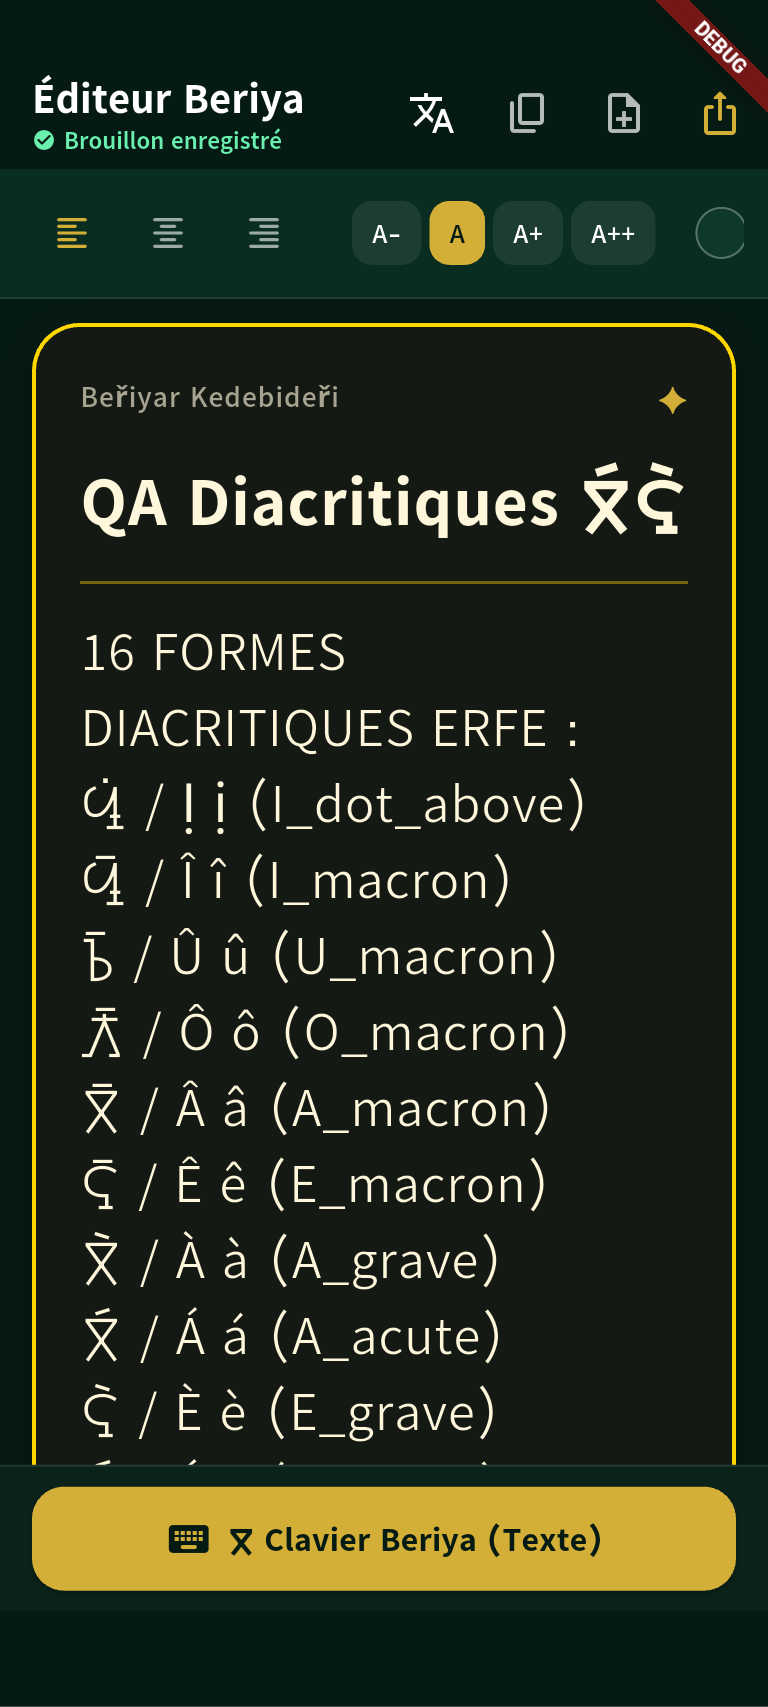 DEBUG
Éditeur Beriya
Brouillon enregistré
A- A A+ A++
Beřiyar Kedebideři
QA Diacritiques
16 FORMES
DIACRITIQUES ERFE :
/ Ị ị (I_dot_above)
/ Î î (I_macron)
/ Û û (U_macron)
/ Ô ô (O_macron)
/ Â â (A_macron)
/ Ê ê (E_macron)
/ À à (A_grave)
/ Á á (A_acute)
/ È è (E_grave)
Clavier Beriya (Texte)